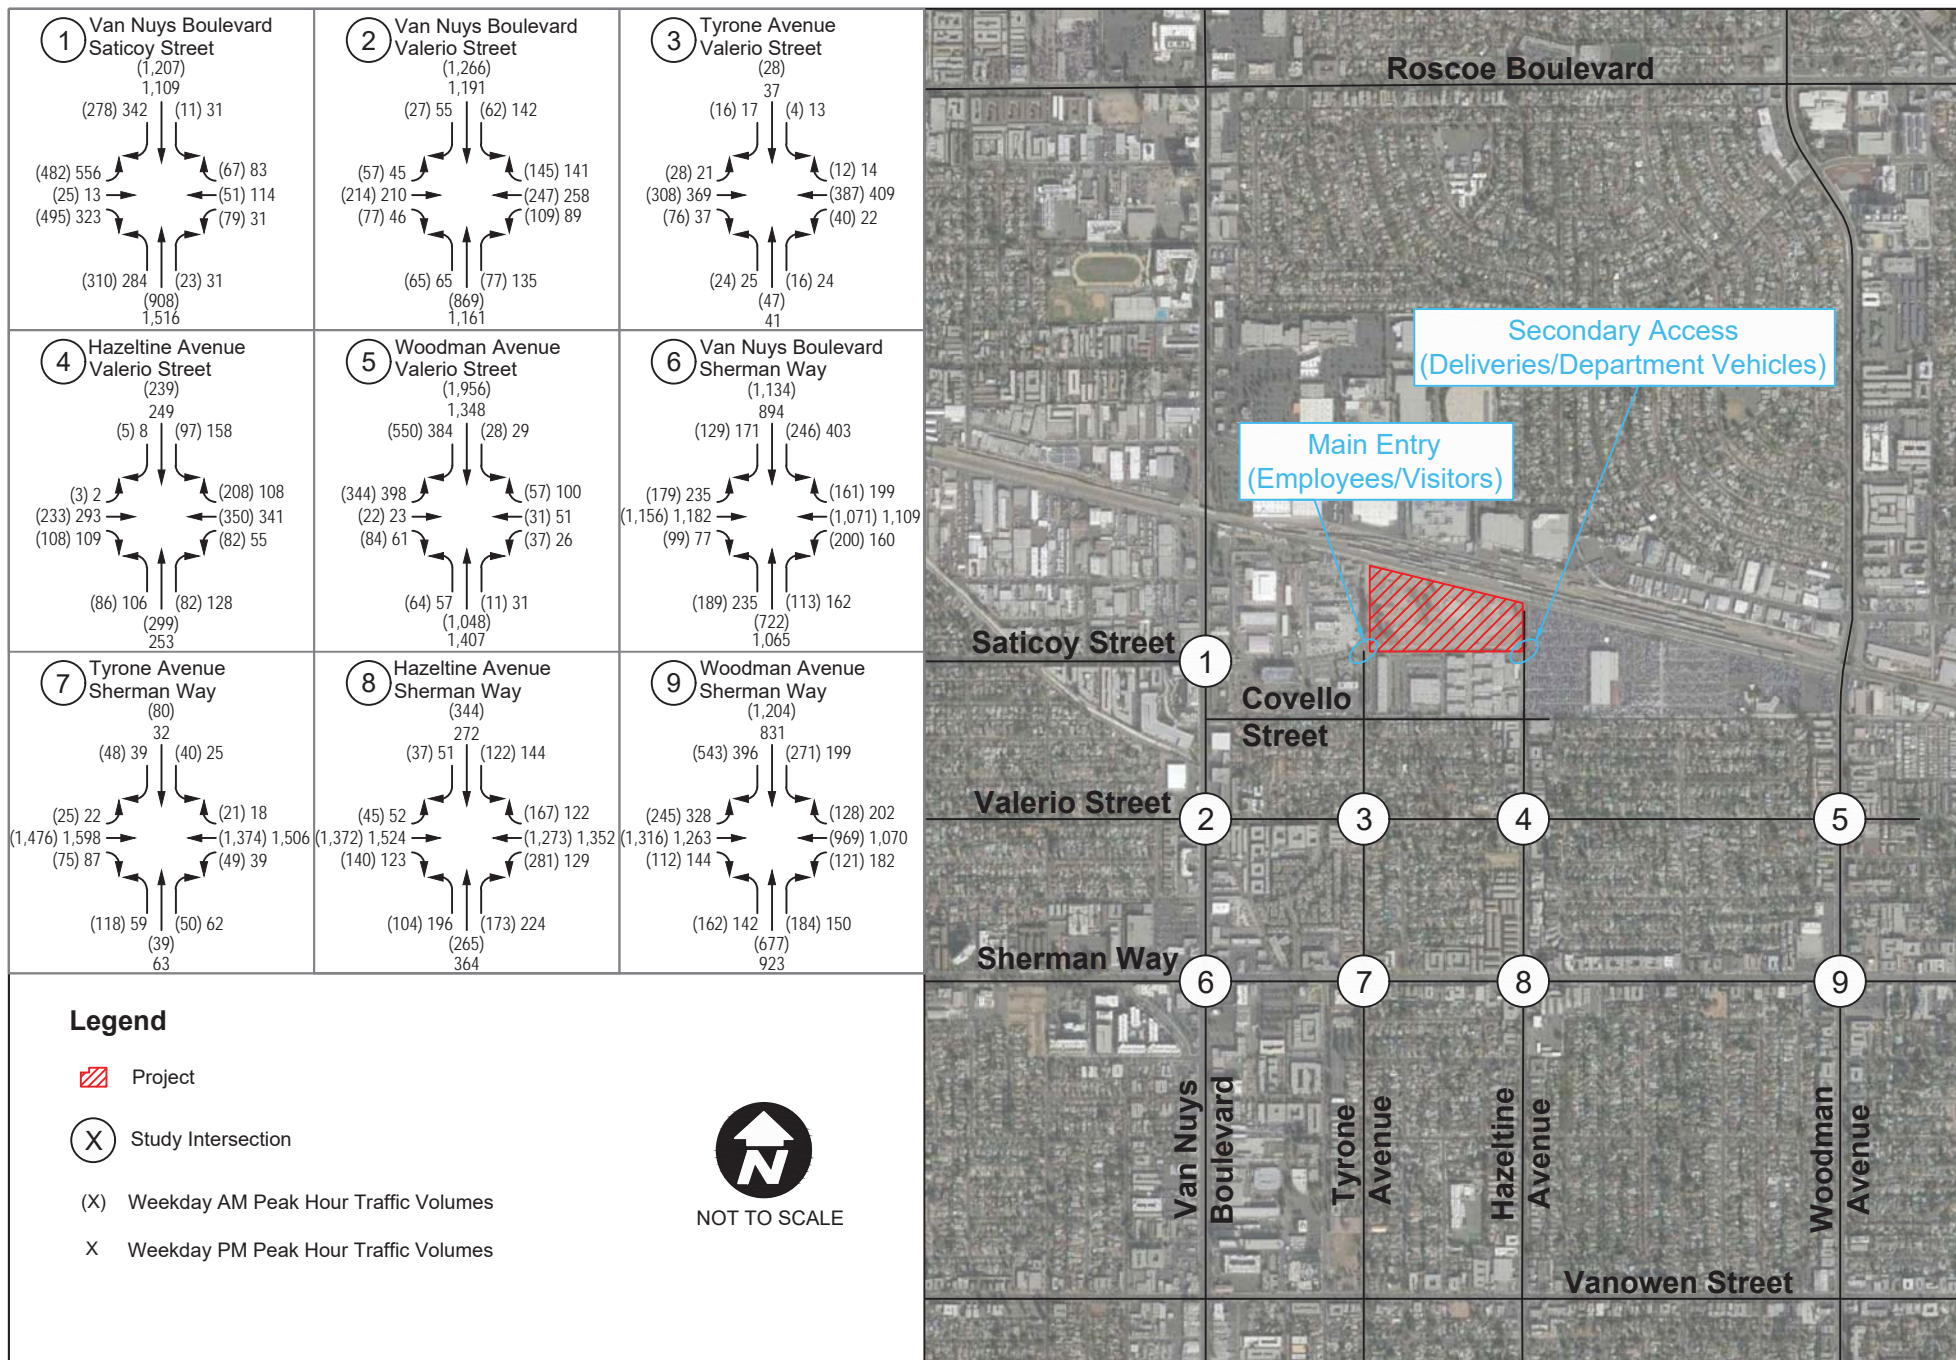 1
Van Nuys Boulevard
Saticoy Street
(1,207)
1,109
(278) 342 (11) 31
(482) 556 (67) 83
(25) 13 (51) 114
(495) 323 (79) 31
(310) 284 (23) 31
(908)
1,516
2
Van Nuys Boulevard
Valerio Street
(1,266)
1,191
(27) 55 (62) 142
(57) 45 (145) 141
(214) 210 (247) 258
(77) 46 (109) 89
(65) 65 (77) 135
(869)
1,161
3
Tyrone Avenue
Valerio Street
(28)
37
(16) 17 (4) 13
(28) 21 (12) 14
(308) 369 (387) 409
(76) 37 (40) 22
(24) 25 (16) 24
(47)
41
4
Hazeltine Avenue
Valerio Street
(239)
249
(5) 8 (97) 158
(3) 2 (208) 108
(233) 293 (350) 341
(108) 109 (82) 55
(86) 106 (82) 128
(299)
253
5
Woodman Avenue
Valerio Street
(1,956)
1,348
(550) 384 (28) 29
(344) 398 (57) 100
(22) 23 (31) 51
(84) 61 (37) 26
(64) 57 (11) 31
(1,048)
1,407
6
Van Nuys Boulevard
Sherman Way
(1,134)
894
(129) 171 (246) 403
(179) 235 (161) 199
(1,156) 1,182 (1,071) 1,109
(99) 77 (200) 160
(189) 235 (113) 162
(722)
1,065
7
Tyrone Avenue
Sherman Way
(80)
32
(48) 39 (40) 25
(25) 22 (21) 18
(1,476) 1,598 (1,374) 1,506
(75) 87 (49) 39
(118) 59 (50) 62
(39)
63
8
Hazeltine Avenue
Sherman Way
(344)
272
(37) 51 (122) 144
(45) 52 (167) 122
(1,372) 1,524 (1,273) 1,352
(140) 123 (281) 129
(104) 196 (173) 224
(265)
364
9
Woodman Avenue
Sherman Way
(1,204)
831
(543) 396 (271) 199
(245) 328 (128) 202
(1,316) 1,263 (969) 1,070
(112) 144 (121) 182
(162) 142 (184) 150
(677)
923
Legend
Project
X Study Intersection
(X) Weekday AM Peak Hour Traffic Volumes
X Weekday PM Peak Hour Traffic Volumes
N
NOT TO SCALE
Roscoe Boulevard
Secondary Access
(Deliveries/Department Vehicles)
Main Entry
(Employees/Visitors)
Saticoy Street
1
Covello
Street
Valerio Street
2 3 4 5
Sherman Way
6 7 8 9
Van Nuys
Boulevard
Tyrone
Avenue
Hazeltine
Avenue
Woodman
Avenue
Vanowen Street